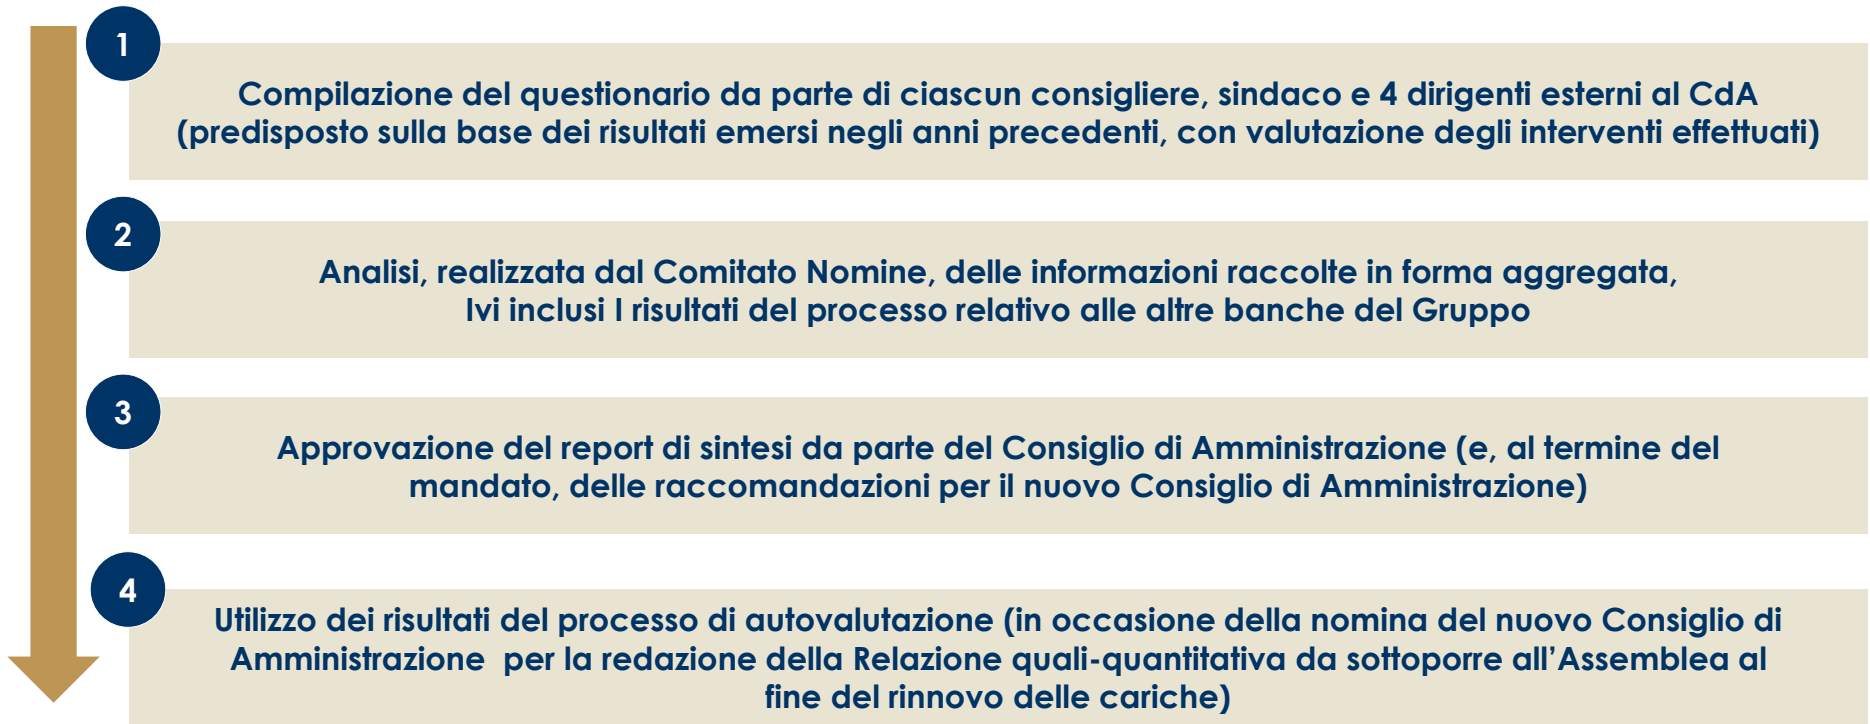 1
Compilazione del questionario da parte di ciascun consigliere, sindaco e 4 dirigenti esterni al CdA
(predisposto sulla base dei risultati emersi negli anni precedenti, con valutazione degli interventi effettuati)
2
Analisi, realizzata dal Comitato Nomine, delle informazioni raccolte in forma aggregata,
Ivi inclusi I risultati del processo relativo alle altre banche del Gruppo
3
Approvazione del report di sintesi da parte del Consiglio di Amministrazione (e, al termine del
mandato, delle raccomandazioni per il nuovo Consiglio di Amministrazione)
4
Utilizzo dei risultati del processo di autovalutazione (in occasione della nomina del nuovo Consiglio di
Amministrazione  per la redazione della Relazione quali-quantitativa da sottoporre all’Assemblea al
fine del rinnovo delle cariche)